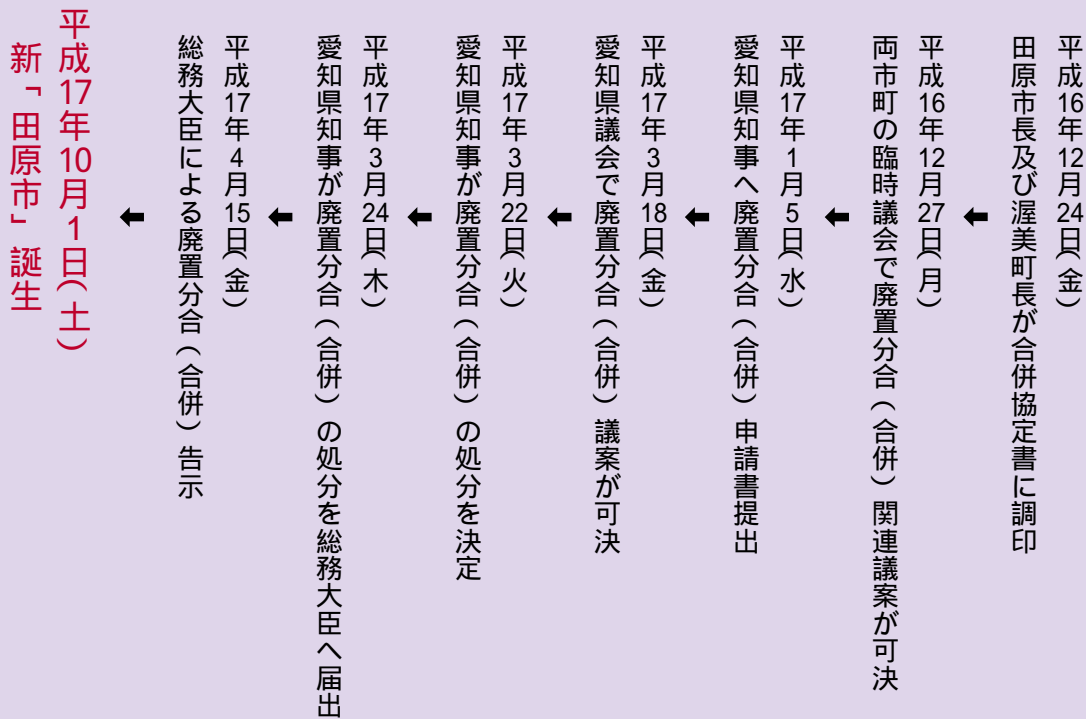 平成16年12月24日(金)
田原市長及び渥美町長が合併協定書に調印
平成16年12月27日(月)
両市町の臨時議会で廃置分合(合併)関連議案が可決
平成17年1月5日(水)
愛知県知事へ廃置分合(合併)申請書提出
平成17年3月18日(金)
愛知県議会で廃置分合(合併)議案が可決
平成17年3月22日(火)
愛知県知事が廃置分合(合併)の処分を決定
平成17年3月24日(木)
愛知県知事が廃置分合(合併)の処分を総務大臣へ届出
平成17年4月15日(金)
総務大臣による廃置分合(合併)告示
平成17年10月1日(土)
新「田原市」誕生